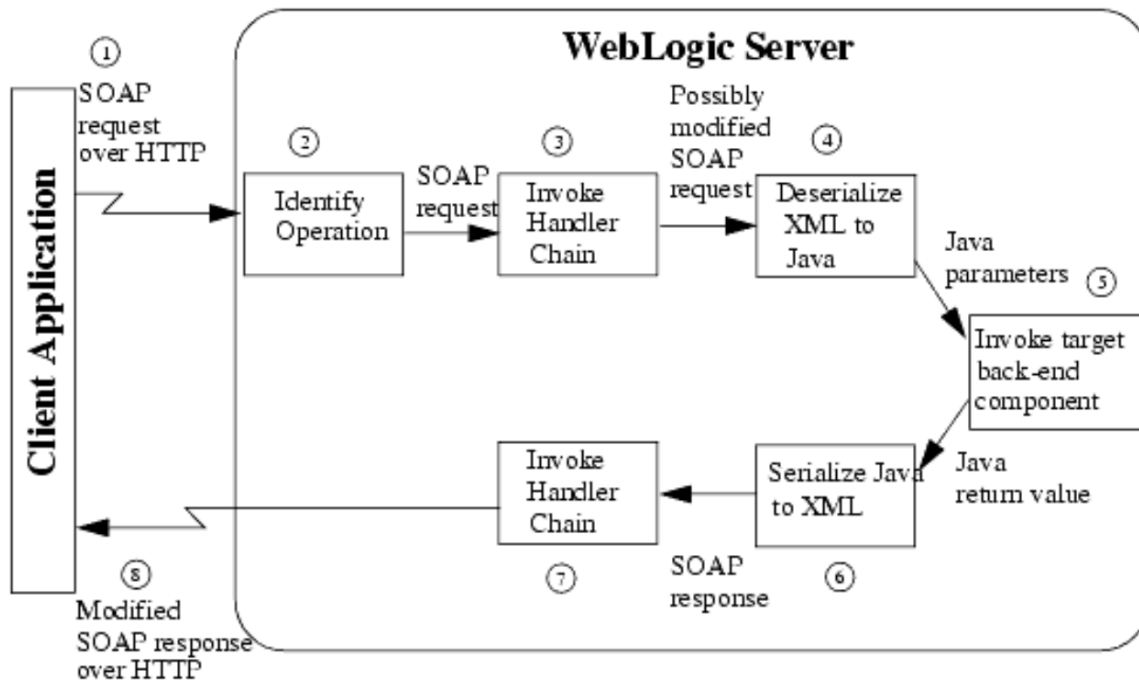 WebLogic Server
①
SOAP
request
over HTTP
Client Application
②
Identify
Operation
SOAP
request
③
Invoke
Handler
Chain
Possibly
modified
SOAP
request
④
Deserialize
XML to
Java
Java
parameters
⑤
Invoke target
back-end
component
Java
return value
Serialize Java
to XML
⑥
SOAP
response
Invoke
Handler
Chain
⑦
⑧
Modified
SOAP response
over HTTP